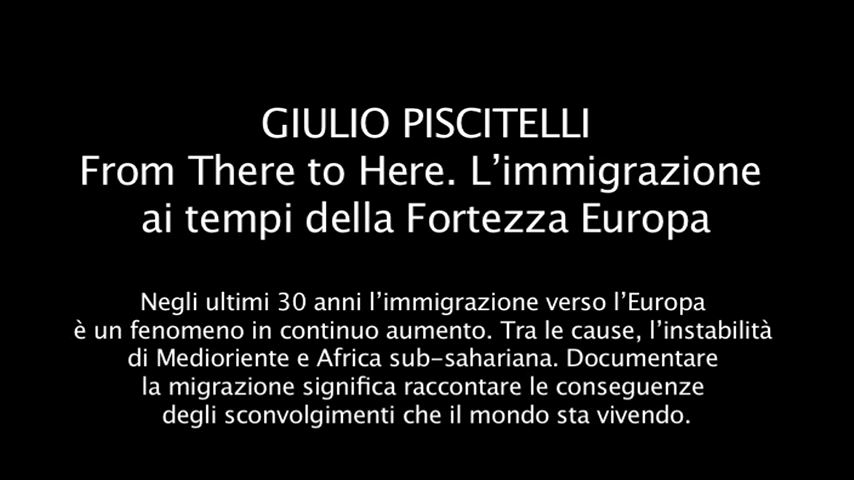 GIULIO PISCITELLI
From There to Here. L’immigrazione
ai tempi della Fortezza Europa
Negli ultimi 30 anni l’immigrazione verso l’Europa
è un fenomeno in continuo aumento. Tra le cause, l’instabilità
di Medioriente e Africa sub-sahariana. Documentare
la migrazione significa raccontare le conseguenze
degli sconvolgimenti che il mondo sta vivendo.